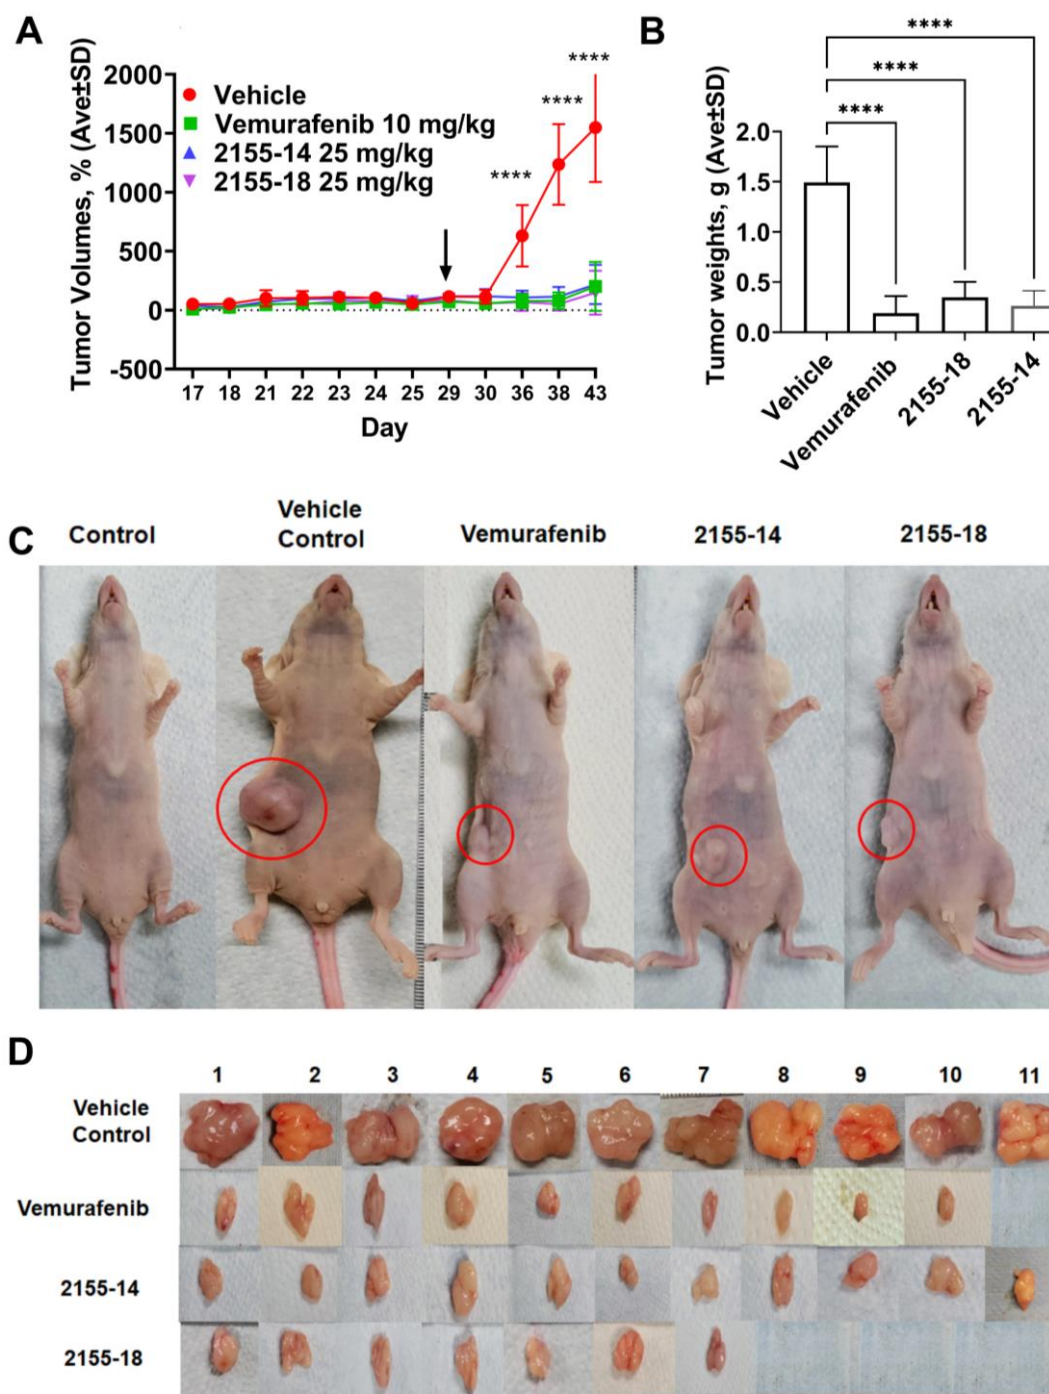 A
Tumor Volumes, % (Ave±SD)
2000
1500
1000
500
0
-500
Vehicle
Vemurafenib 10 mg/kg
2155-14 25 mg/kg
2155-18 25 mg/kg
****
****
****
17 18 21 22 23 24 25 29 30 36 38 43
Day
B
Tumor weights, g (Ave±SD)
2.0
1.5
1.0
0.5
0.0
****
****
****
Vehicle
Vemurafenib
2155-18
2155-14
C
Control
Vehicle
Control
Vemurafenib
2155-14
2155-18
D
1 2 3 4 5 6 7 8 9 10 11
Vehicle
Control
Vemurafenib
2155-14
2155-18